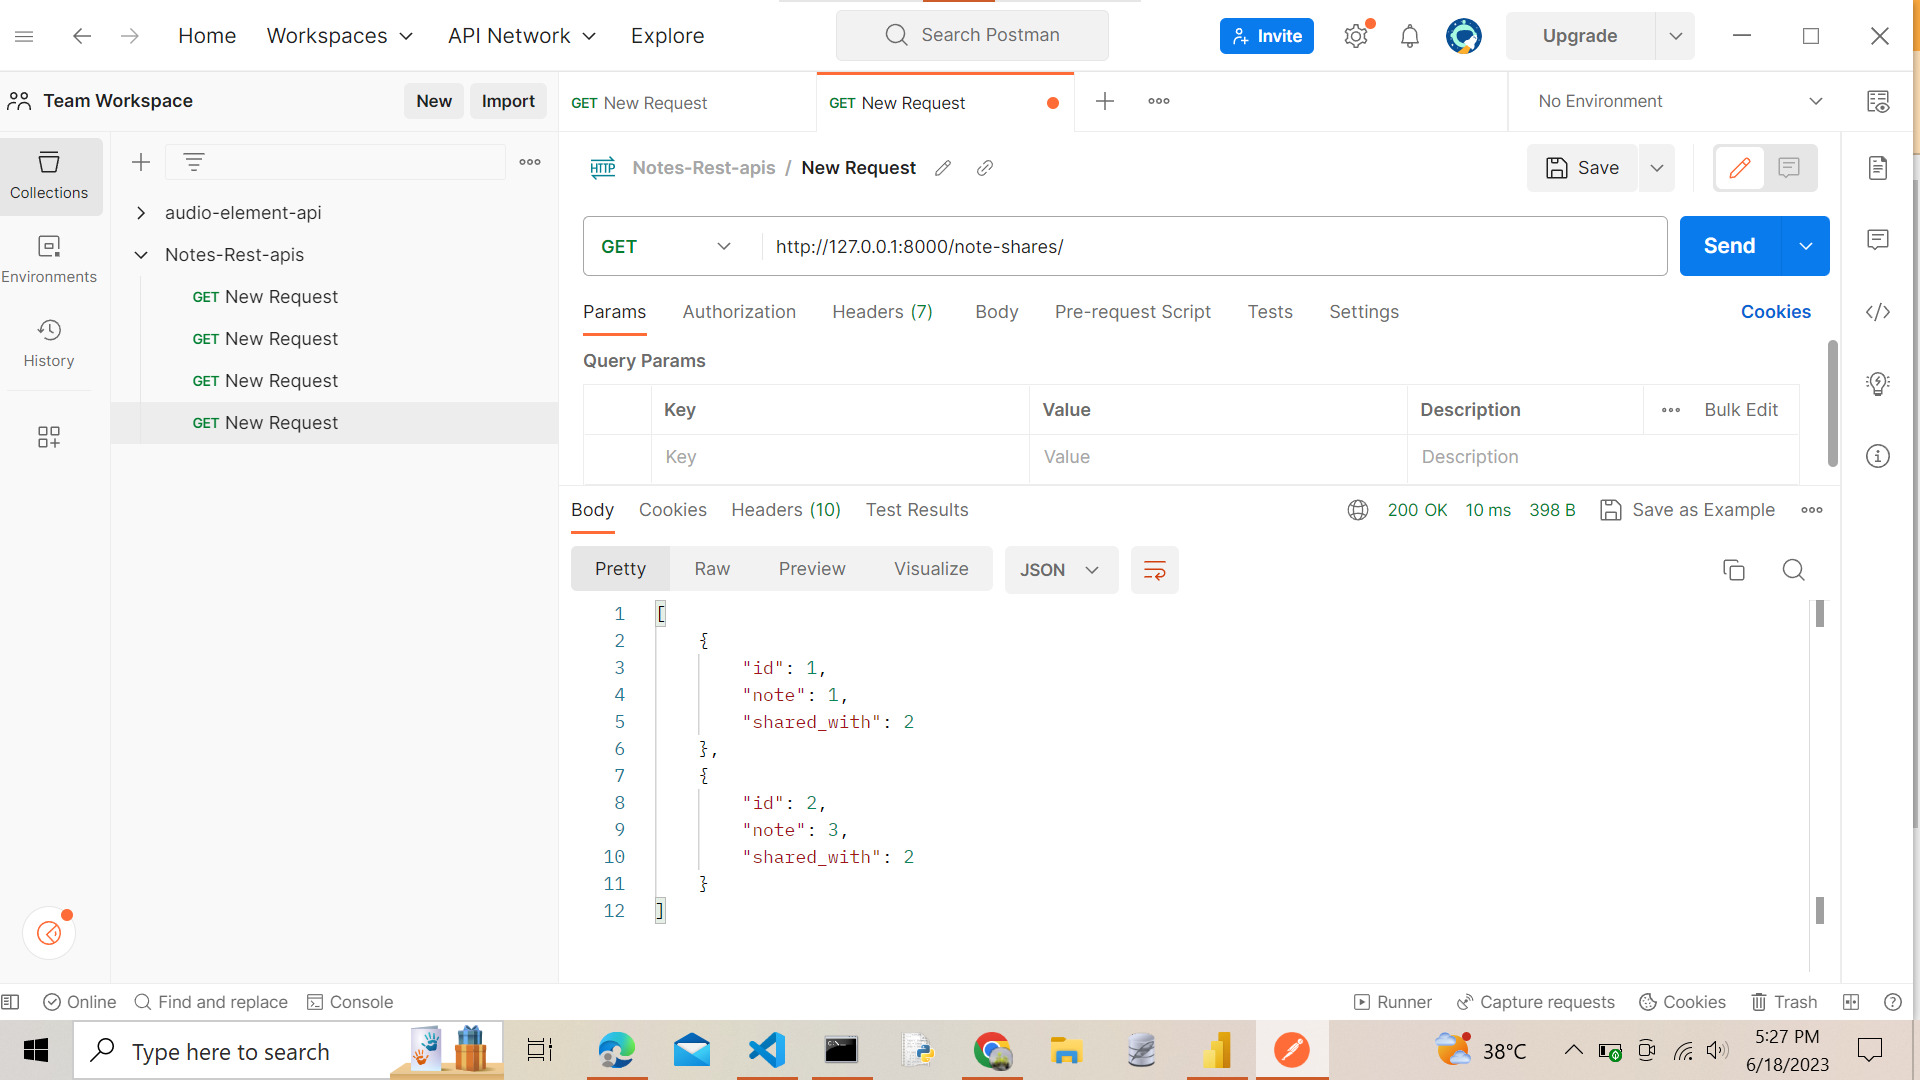 Home Workspaces API Network Explore Search Postman Invite Upgrade
Team Workspace New Import GET New Request GET New Request No Environment
Collections
Environments
History
audio-element-api
Notes-Rest-apis
GET New Request
GET New Request
GET New Request
GET New Request
HTTP Notes-Rest-apis / New Request Save
GET http://127.0.0.1:8000/note-shares/ Send
Params Authorization Headers (7) Body Pre-request Script Tests Settings Cookies
Query Params
Key Value Description Bulk Edit
Key Value Description
Body Cookies Headers (10) Test Results 200 OK 10 ms 398 B Save as Example
Pretty Raw Preview Visualize JSON
1 [
2 {
3 "id": 1,
4 "note": 1,
5 "shared_with": 2
6 },
7 {
8 "id": 2,
9 "note": 3,
10 "shared_with": 2
11 }
12 ]
Online Find and replace Console Runner Capture requests Cookies Trash
Type here to search 38°C 5:27 PM
6/18/2023